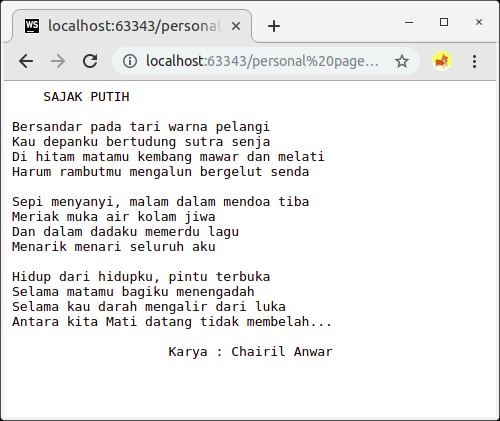 WS localhost:63343/personal
localhost:63343/personal%20page...
SAJAK PUTIH
Bersandar pada tari warna pelangi
Kau depanku bertudung sutra senja
Di hitam matamu kembang mawar dan melati
Harum rambutmu mengalun bergelut senda
Sepi menyanyi, malam dalam mendoa tiba
Meriak muka air kolam jiwa
Dan dalam dadaku memerdu lagu
Menarik menari seluruh aku
Hidup dari hidupku, pintu terbuka
Selama matamu bagiku menengadah
Selama kau darah mengalir dari luka
Antara kita Mati datang tidak membelah...
Karya : Chairil Anwar